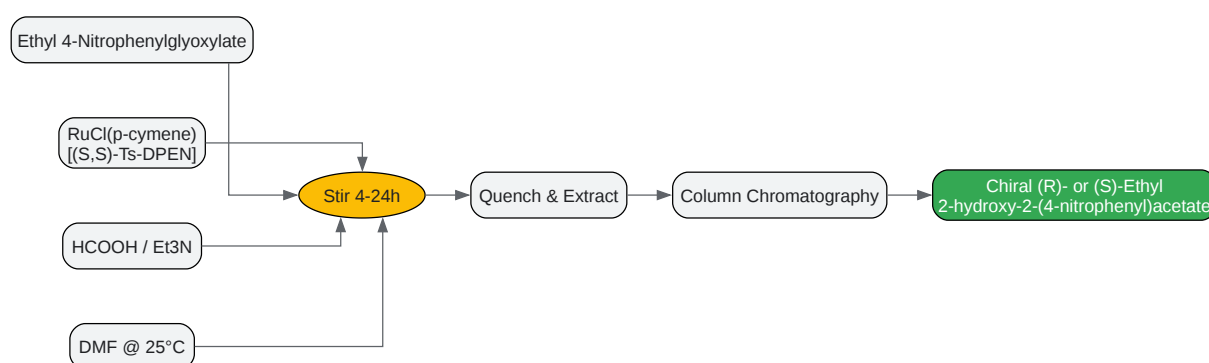 Ethyl 4-Nitrophenylglyoxylate
RuCl(p-cymene)
[(S,S)-Ts-DPEN]
HCOOH / Et3N
DMF @ 25°C
Stir 4-24h
Quench & Extract
Column Chromatography
Chiral (R)- or (S)-Ethyl
2-hydroxy-2-(4-nitrophenyl)acetate